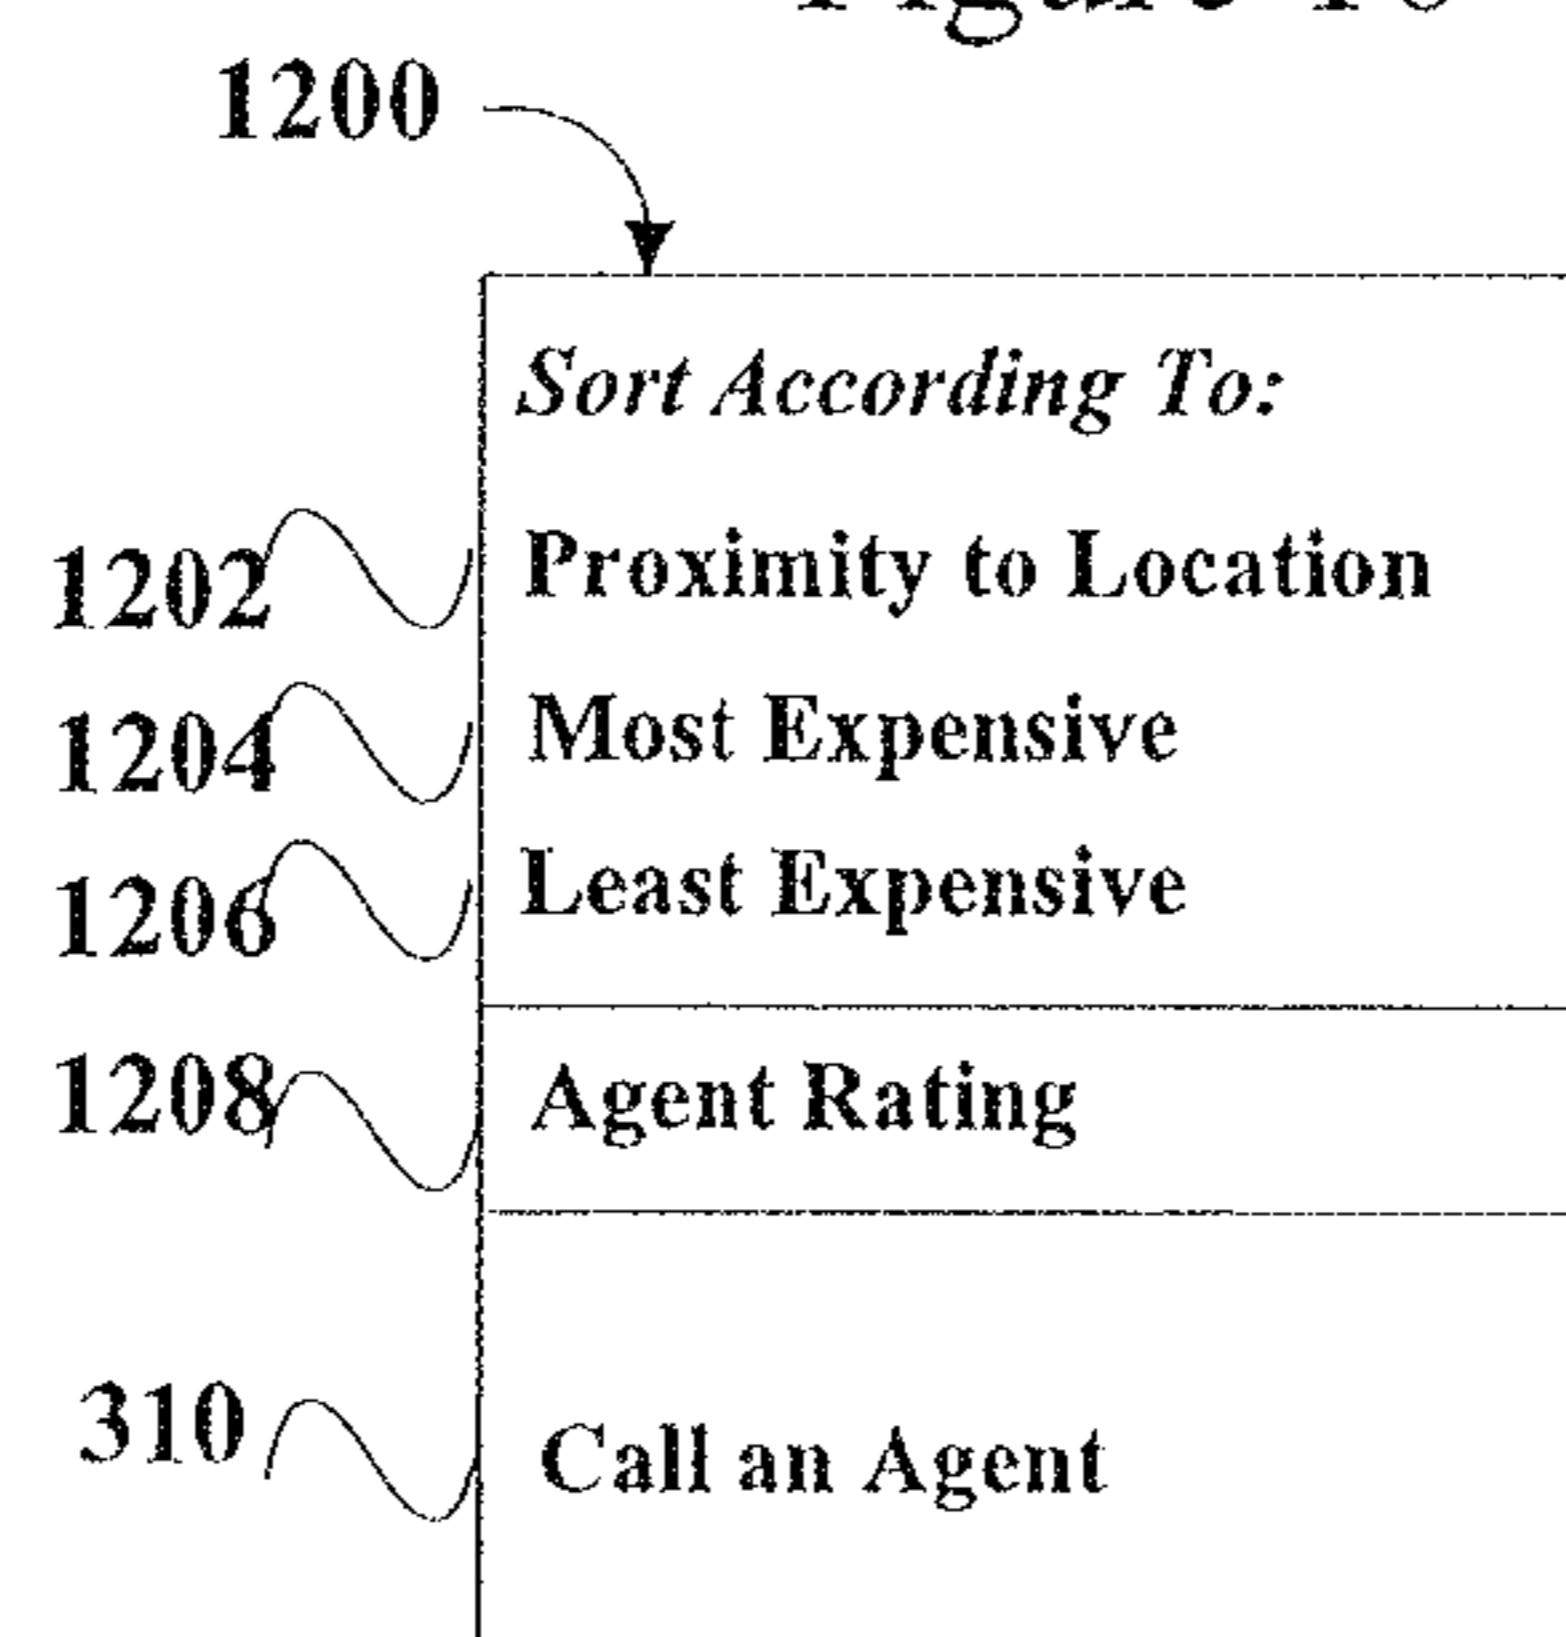 Figure
1200
Sort According To:
1202 Proximity to Location
1204 Most Expensive
1206 Least Expensive
1208 Agent Rating
310 Call an Agent